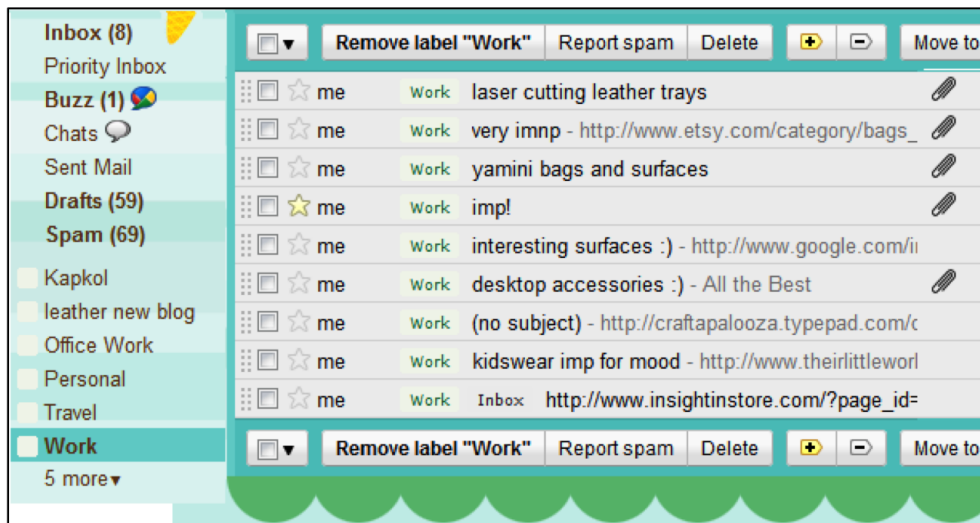 Inbox (8)
Priority Inbox
Buzz (1)
Chats
Sent Mail
Drafts (59)
Spam (69)
Kapkol
leather new blog
Office Work
Personal
Travel
Work
5 more
Remove label "Work" Report spam Delete Move to
me Work laser cutting leather trays
me Work very imnp - http://www.etsy.com/category/bags_
me Work yamini bags and surfaces
me Work imp!
me Work interesting surfaces :) - http://www.google.com/
me Work desktop accessories :) - All the Best
me Work (no subject) - http://craftapalooza.typepad.com/
me Work kidswear imp for mood - http://www.theirlittleworl
me Work Inbox http://www.insightinstore.com/?page_id=
Remove label "Work" Report spam Delete Move to